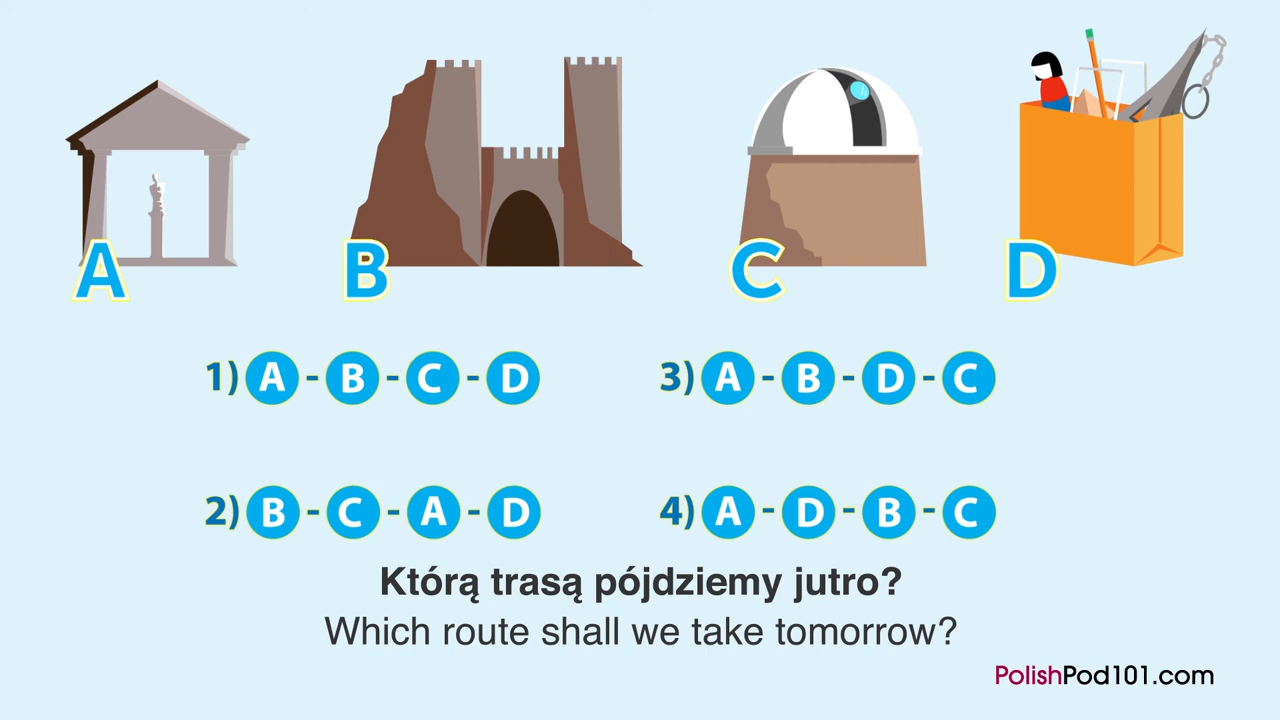 A B C D
1) A - B - C - D
3) A - B - D - C
2) B - C - A - D
4) A - D - B - C
Którą trasą pójdziemy jutro?
Which route shall we take tomorrow?
PolishPod101.com